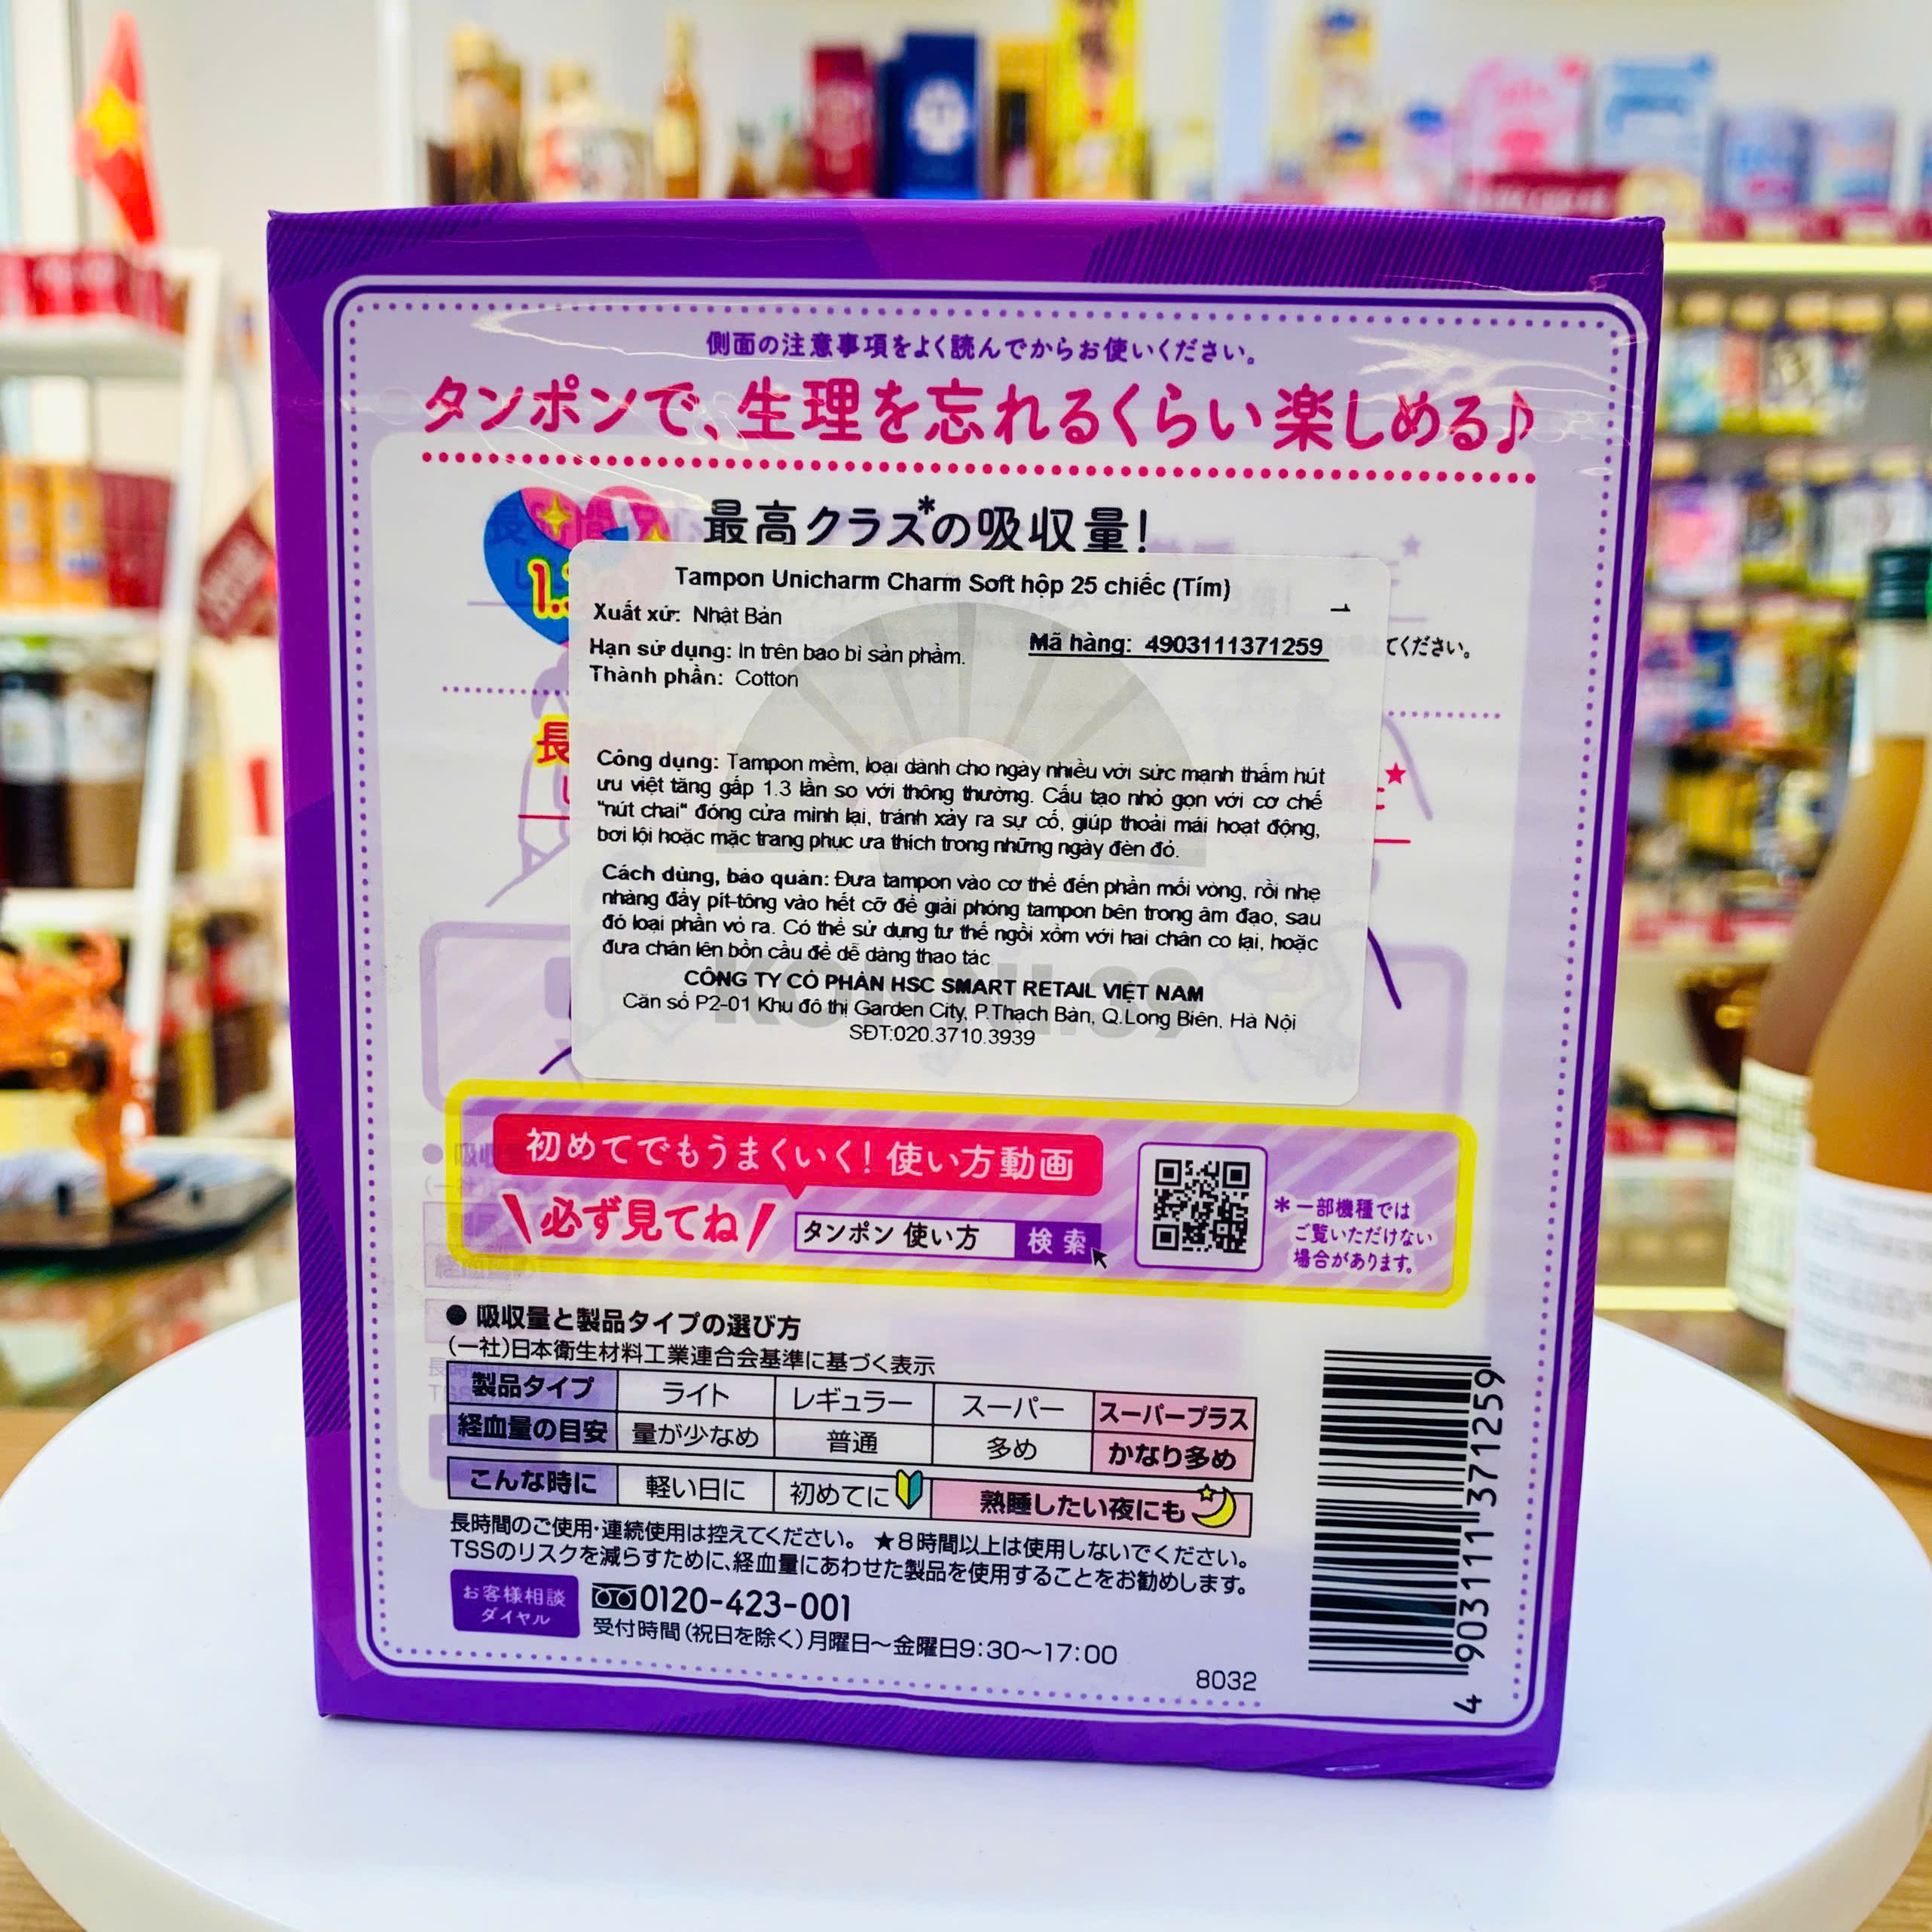 側面の注意事項をよく読んでからお使いください。
タンポンで、生理を忘れるくらい楽しめる♪
最高クラス*の吸収量!
1.
Tampon Unicharm Charm Soft hộp 25 chiếc (Tím)
Xuất xứ: Nhật Bản
Mã hàng: 4903111371259
てください。
Hạn sử dụng: In trên bao bì sản phẩm.
Thành phần: Cotton
長
Công dụng: Tampon mềm, loại dành cho ngày nhiều với sức mạnh thấm hút
ưu việt tăng gấp 1.3 lần so với thông thường. Cấu tạo nhỏ gọn với cơ chế
"nút chai" đóng cửa mình lại, tránh xảy ra sự cố, giúp thoải mái hoạt động,
bơi lội hoặc mặc trang phục ưa thích trong những ngày đèn đỏ.
Cách dùng, bảo quản: Đưa tampon vào cơ thể đến phần mối vòng, rồi nhẹ
nhàng đẩy pít-tông vào hết cỡ để giải phóng tampon bên trong âm đạo, sau
đó loại phần vỏ ra. Có thể sử dụng tư thế ngồi xổm với hai chân co lại, hoặc
đưa chân lên bồn cầu để dễ dàng thao tác
CÔNG TY CỔ PHẦN HSC SMART RETAIL VIỆT NAM
Căn số P2-01 Khu đô thị Garden City, P.Thạch Bàn, Q.Long Biên, Hà Nội
SĐT:020.3710.3939
KONNI.39
初めてでもうまくいく! 使い方動画
必ず見てね
タンポン 使い方 検索
*一部機種では
ご覧いただけない
場合があります。
● 吸収量と製品タイプの選び方
(一社)日本衛生材料工業連合会基準に基づく表示
製品タイプ ライト レギュラー スーパー スーパープラス
経血量の目安 量が少なめ 普通 多め かなり多め
こんな時に 軽い日に 初めてに 熟睡したい夜にも
長時間のご使用・連続使用は控えてください。 ★8時間以上は使用しないでください。
TSSのリスクを減らすために、経血量にあわせた製品を使用することをお勧めします。
お客様相談
ダイヤル
0120-423-001
受付時間(祝日を除く)月曜日~金曜日9:30~17:00
8032
4 903111 371259